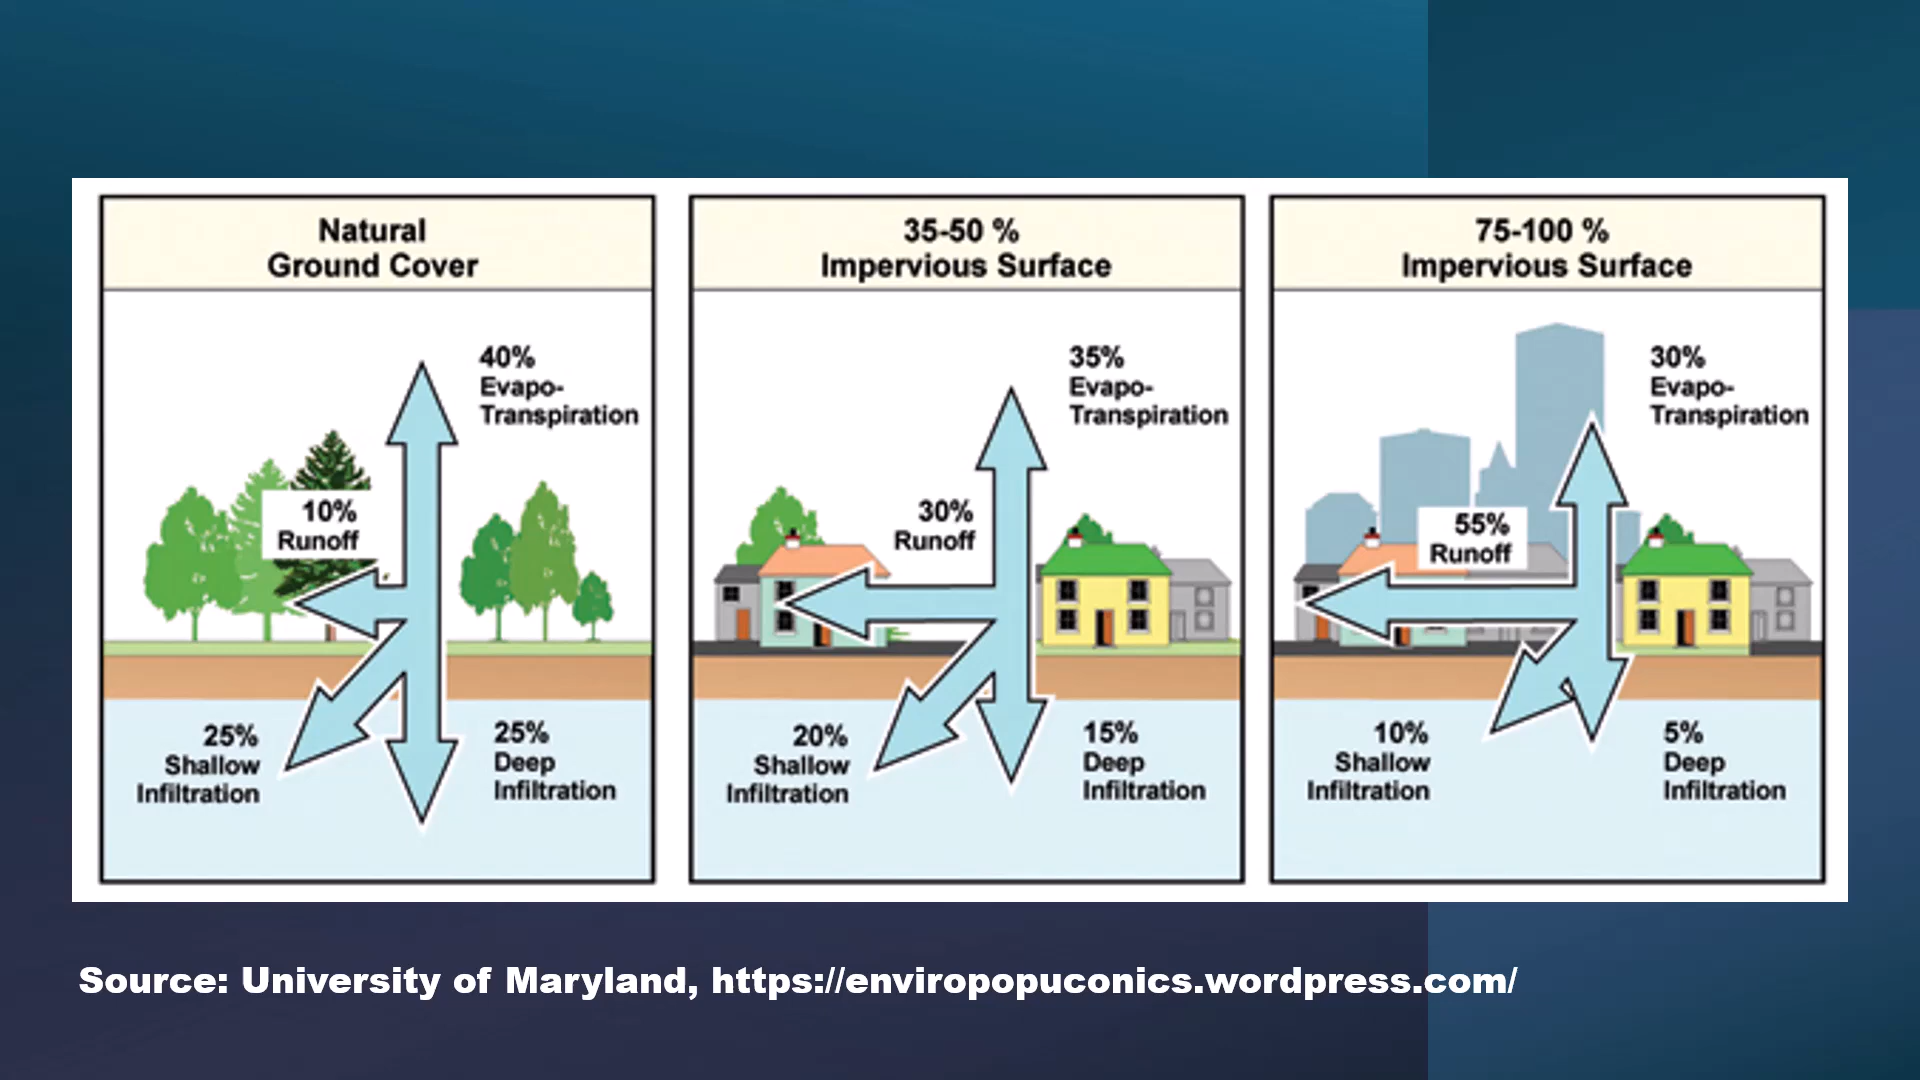 Natural
Ground Cover
40%
Evapo-
Transpiration
10%
Runoff
25%
Shallow
Infiltration
25%
Deep
Infiltration
35-50 %
Impervious Surface
35%
Evapo-
Transpiration
30%
Runoff
20%
Shallow
Infiltration
15%
Deep
Infiltration
75-100 %
Impervious Surface
30%
Evapo-
Transpiration
55%
Runoff
10%
Shallow
Infiltration
5%
Deep
Infiltration
Source: University of Maryland, https://enviropopuconics.wordpress.com/